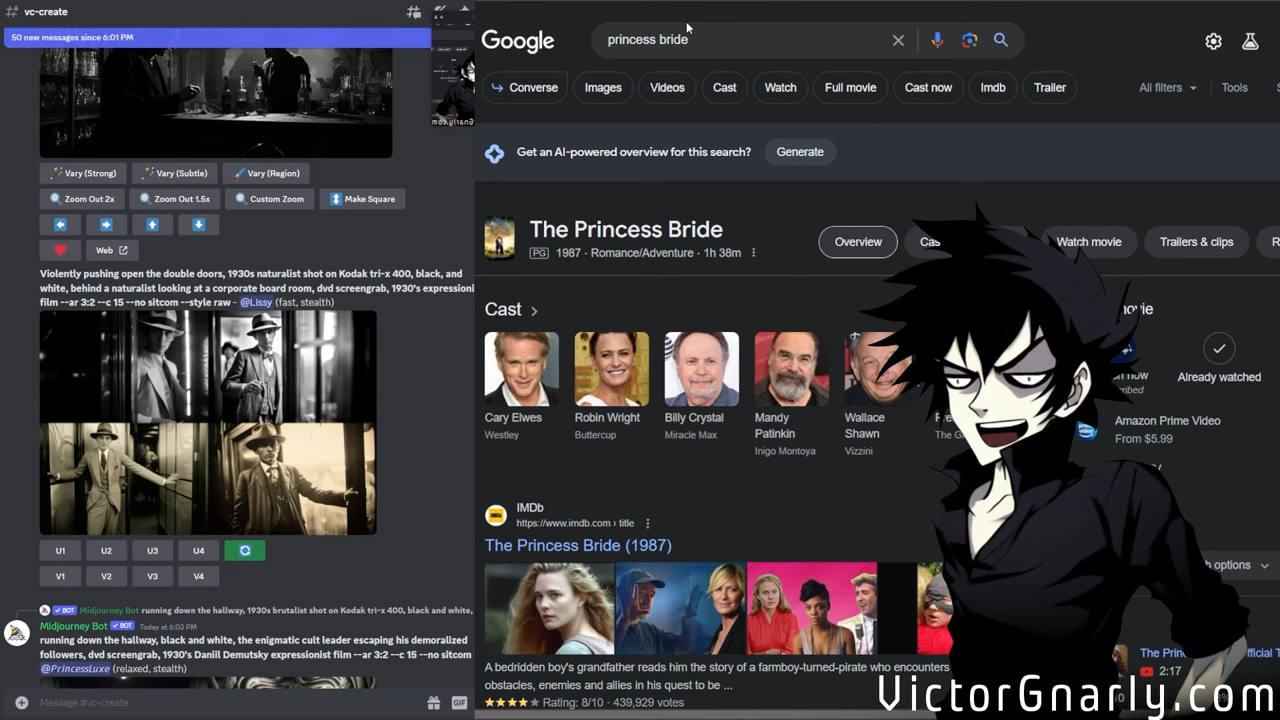 vc-create
50 new messages since 6:01 PM
Vary (Strong)
Vary (Subtle)
Vary (Region)
Zoom Out 2x
Zoom Out 1.5x
Custom Zoom
Make Square
Web
Violently pushing open the double doors, 1930s naturalist shot on Kodak tri-x 400, black, and
white, behind a naturalist looking at a corporate board room, dvd screengrab, 1930's expressioni
film --ar 3:2 --c 15 --no sitcom --style raw - @Lissy (fast, stealth)
U1
U2
U3
U4
V1
V2
V3
V4
BOT Midjourney Bot running down the hallway, 1930s brutalist shot on Kodak tri-x 400, black and white,
Midjourney Bot BOT Today at 6:03 PM
running down the hallway, black and white, the enigmatic cult leader escaping his demoralized
followers, dvd screengrab, 1930's Daniil Demutsky expressionist film --ar 3:2 --c 15 --no sitcom
@PrincessLuxe (relaxed, stealth)
Message #vc-create
GIF
Google
princess bride
Converse
Images
Videos
Cast
Watch
Full movie
Cast now
Imdb
Trailer
All filters
Tools
Get an AI-powered overview for this search?
Generate
The Princess Bride
PG 1987 · Romance/Adventure · 1h 38m
Overview
Cas
Watch movie
Trailers & clips
Cast
ovie
Cary Elwes
Westley
Robin Wright
Buttercup
Billy Crystal
Miracle Max
Mandy
Patinkin
Inigo Montoya
Wallace
Shawn
Vizzini
Already watched
Amazon Prime Video
From $5.99
IMDb
https://www.imdb.com › title
The Princess Bride (1987)
A bedridden boy's grandfather reads him the story of a farmboy-turned-pirate who encounters
obstacles, enemies and allies in his quest to be ...
Rating: 8/10 · 439,929 votes
h options
The Prin
fficial T
2:17
VictorGnarly.com